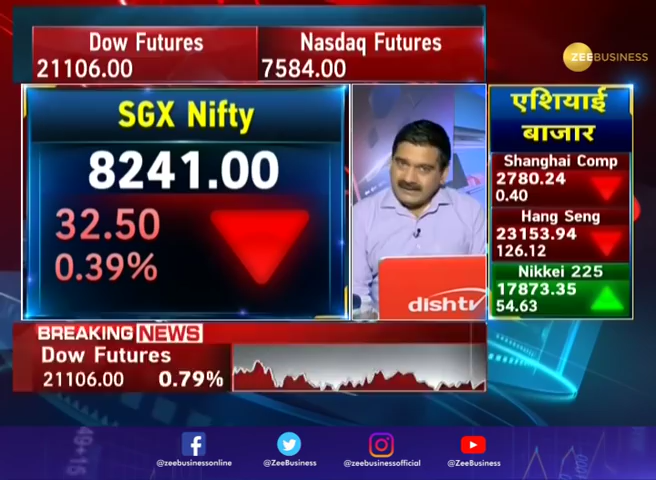 Dow Futures
21106.00
Nasdaq Futures
7584.00
ZEEBUSINESS
SGX Nifty
8241.00
32.50
0.39%
dishtv
एशियाई
बाजार
Shanghai Comp
2780.24
0.40
Hang Seng
23153.94
126.12
Nikkei 225
17873.35
54.63
BREAKING NEWS
Dow Futures
21106.00 0.79%
@zeebusinessonline
@ZeeBusiness
@zeebusinessofficial
@ZeeBusiness